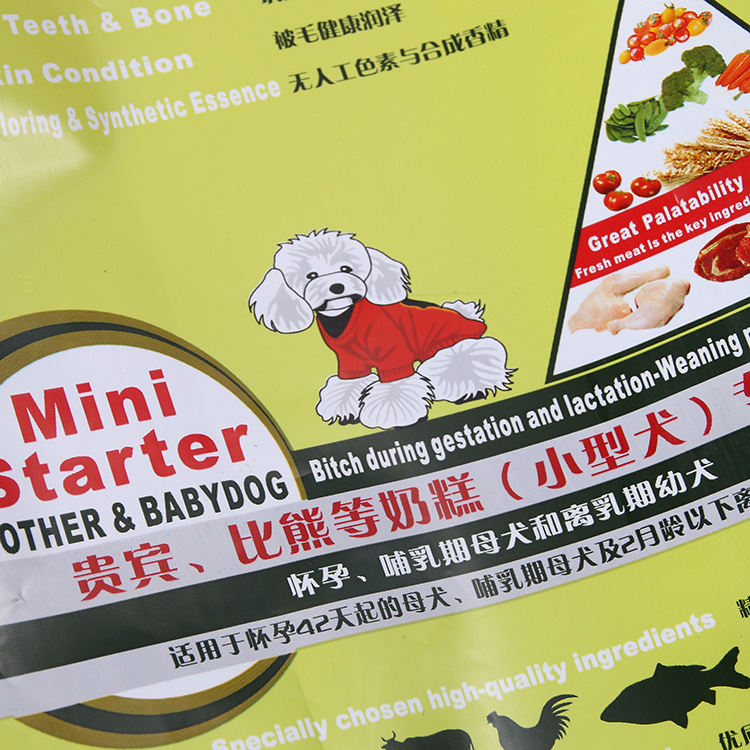 Teeth & Bone
被毛健康润泽
in Condition
无人工色素与合成香精
loring & Synthetic Essence
Great Palatability
Fresh meat is the key ingred
Mini
Starter
OTHER & BABYDOG
Bitch during gestation and lactation-Weaning
贵宾、比熊等奶糕（小型犬）
怀孕、哺乳期母犬和离乳期幼犬
适用于怀孕42天起的母犬、哺乳期母犬及2月龄以下离
Specially chosen high-quality ingredients
精
优质